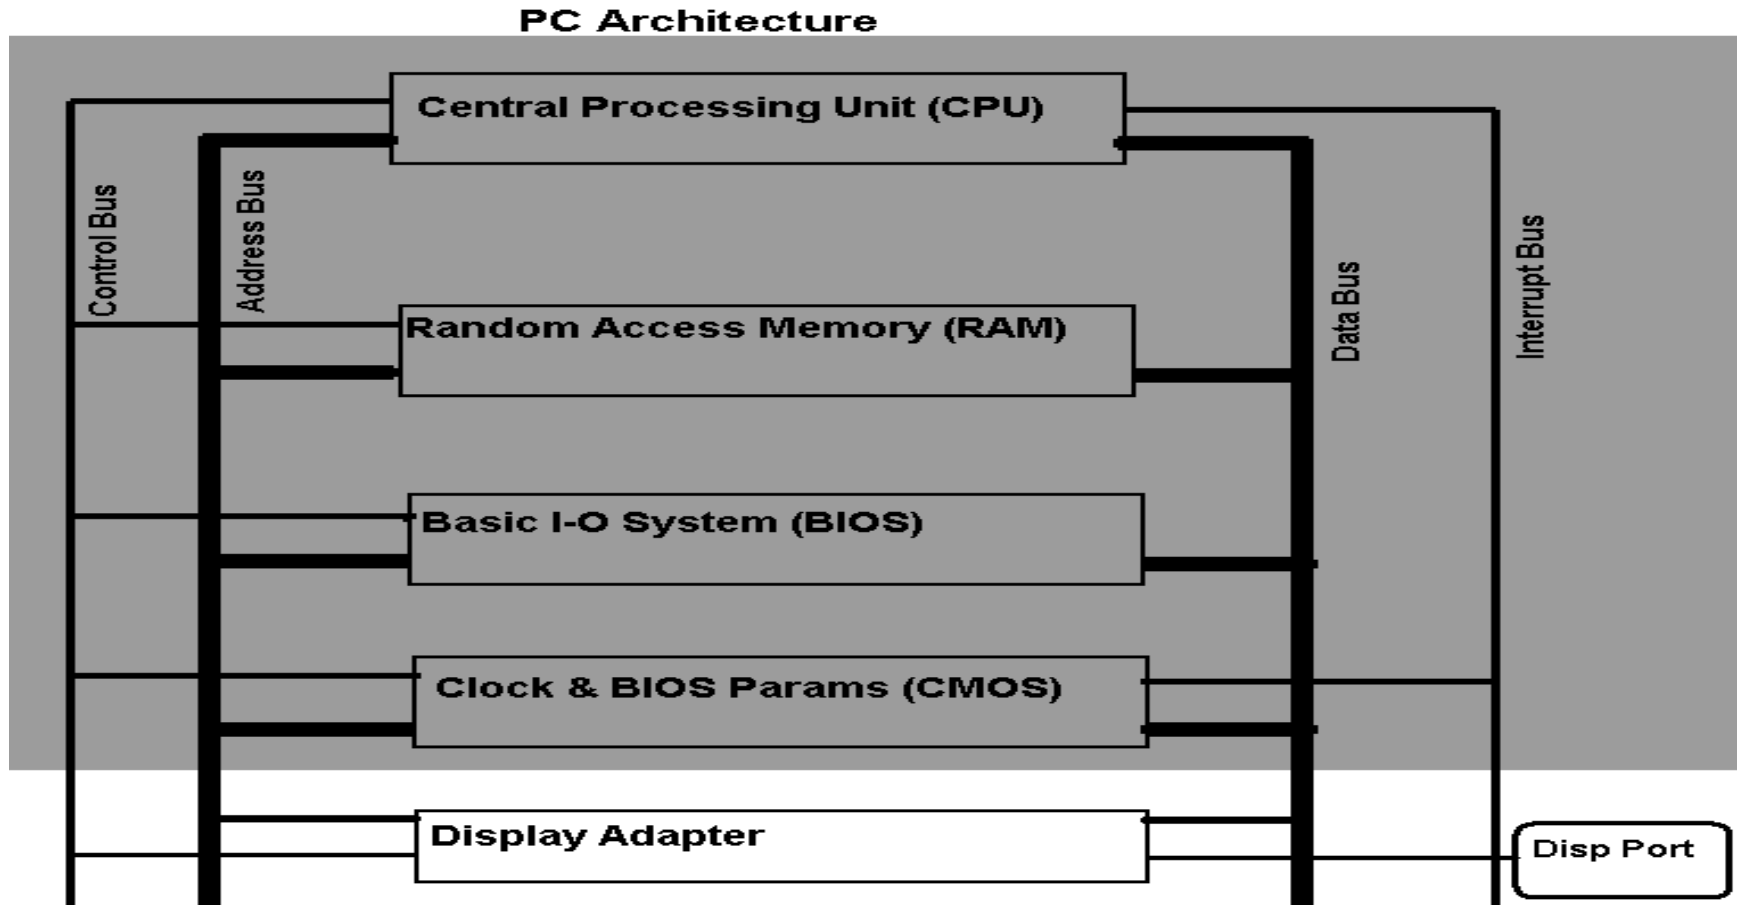 PC Architecture
Central Processing Unit (CPU)
Control Bus
Address Bus
Data Bus
Interrupt Bus
Random Access Memory (RAM)
Basic I-O System (BIOS)
Clock & BIOS Params (CMOS)
Display Adapter
Disp Port